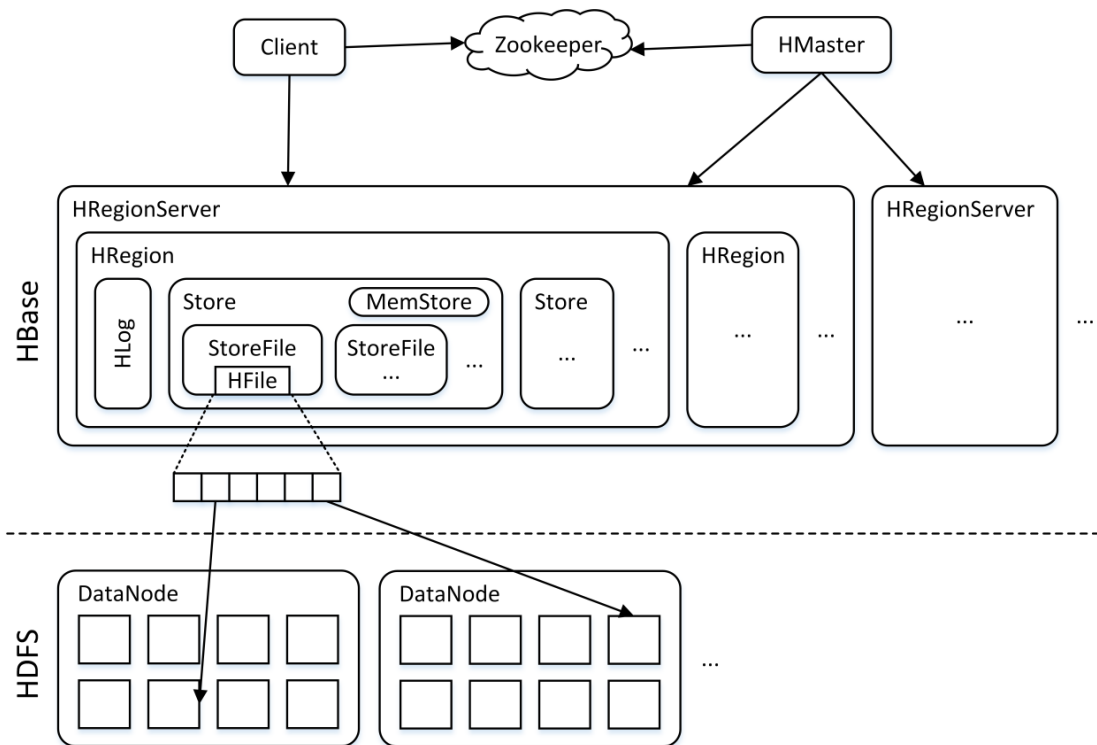 Client
Zookeeper
HMaster
HBase
HRegionServer
HRegionServer
HRegion
HRegion
HLog
Store
MemStore
Store
StoreFile
StoreFile
HFile
...
...
...
...
...
...
...
...
HDFS
DataNode
DataNode
...